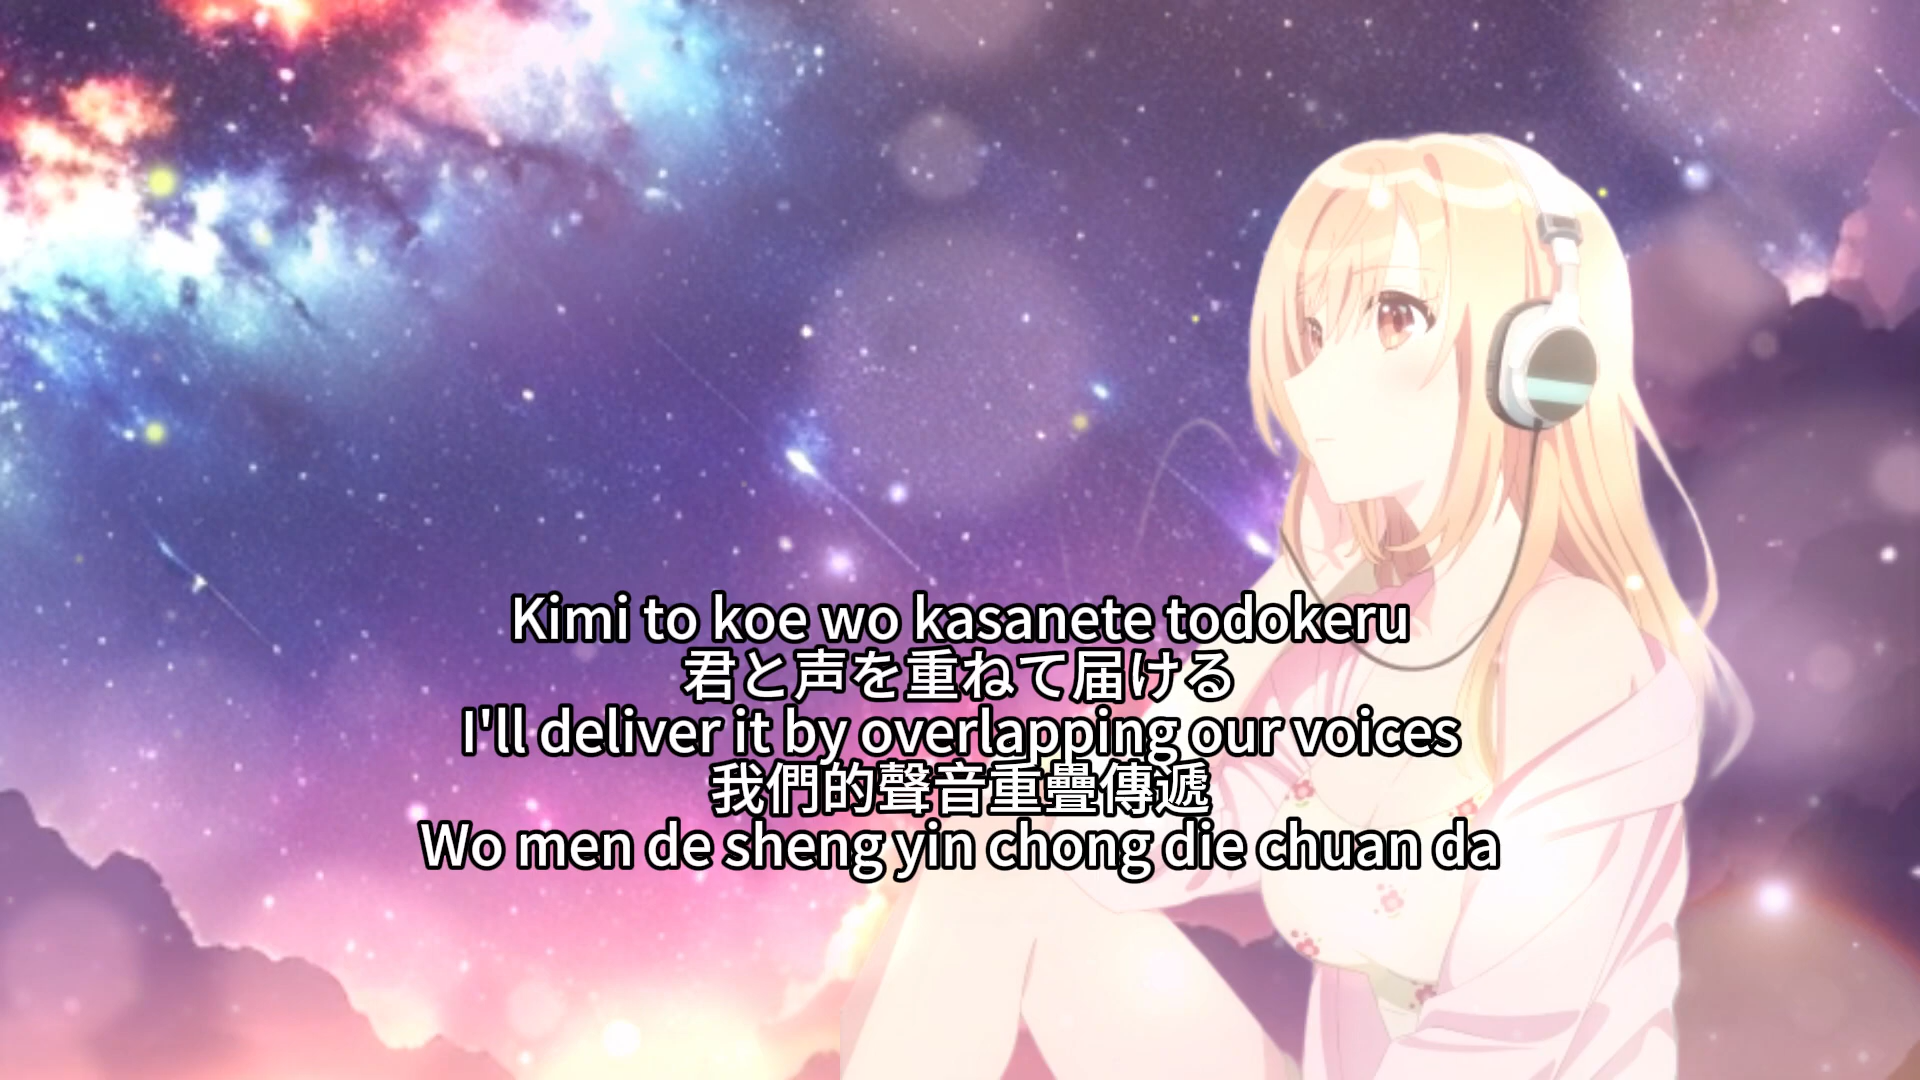 Kimi to koe wo kasanete todokeru
君と声を重ねて届ける
I'll deliver it by overlapping our voices
我們的聲音重疊傳遞
Wo men de sheng yin chong die chuan da